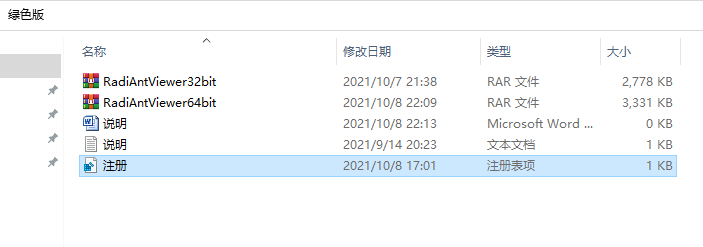 绿色版
名称 修改日期 类型 大小
RadiAntViewer32bit 2021/10/7 21:38 RAR 文件 2,778 KB
RadiAntViewer64bit 2021/10/8 22:09 RAR 文件 3,331 KB
说明 2021/10/8 22:13 Microsoft Word ... 0 KB
说明 2021/9/14 20:23 文本文档 1 KB
注册 2021/10/8 17:01 注册表项 1 KB